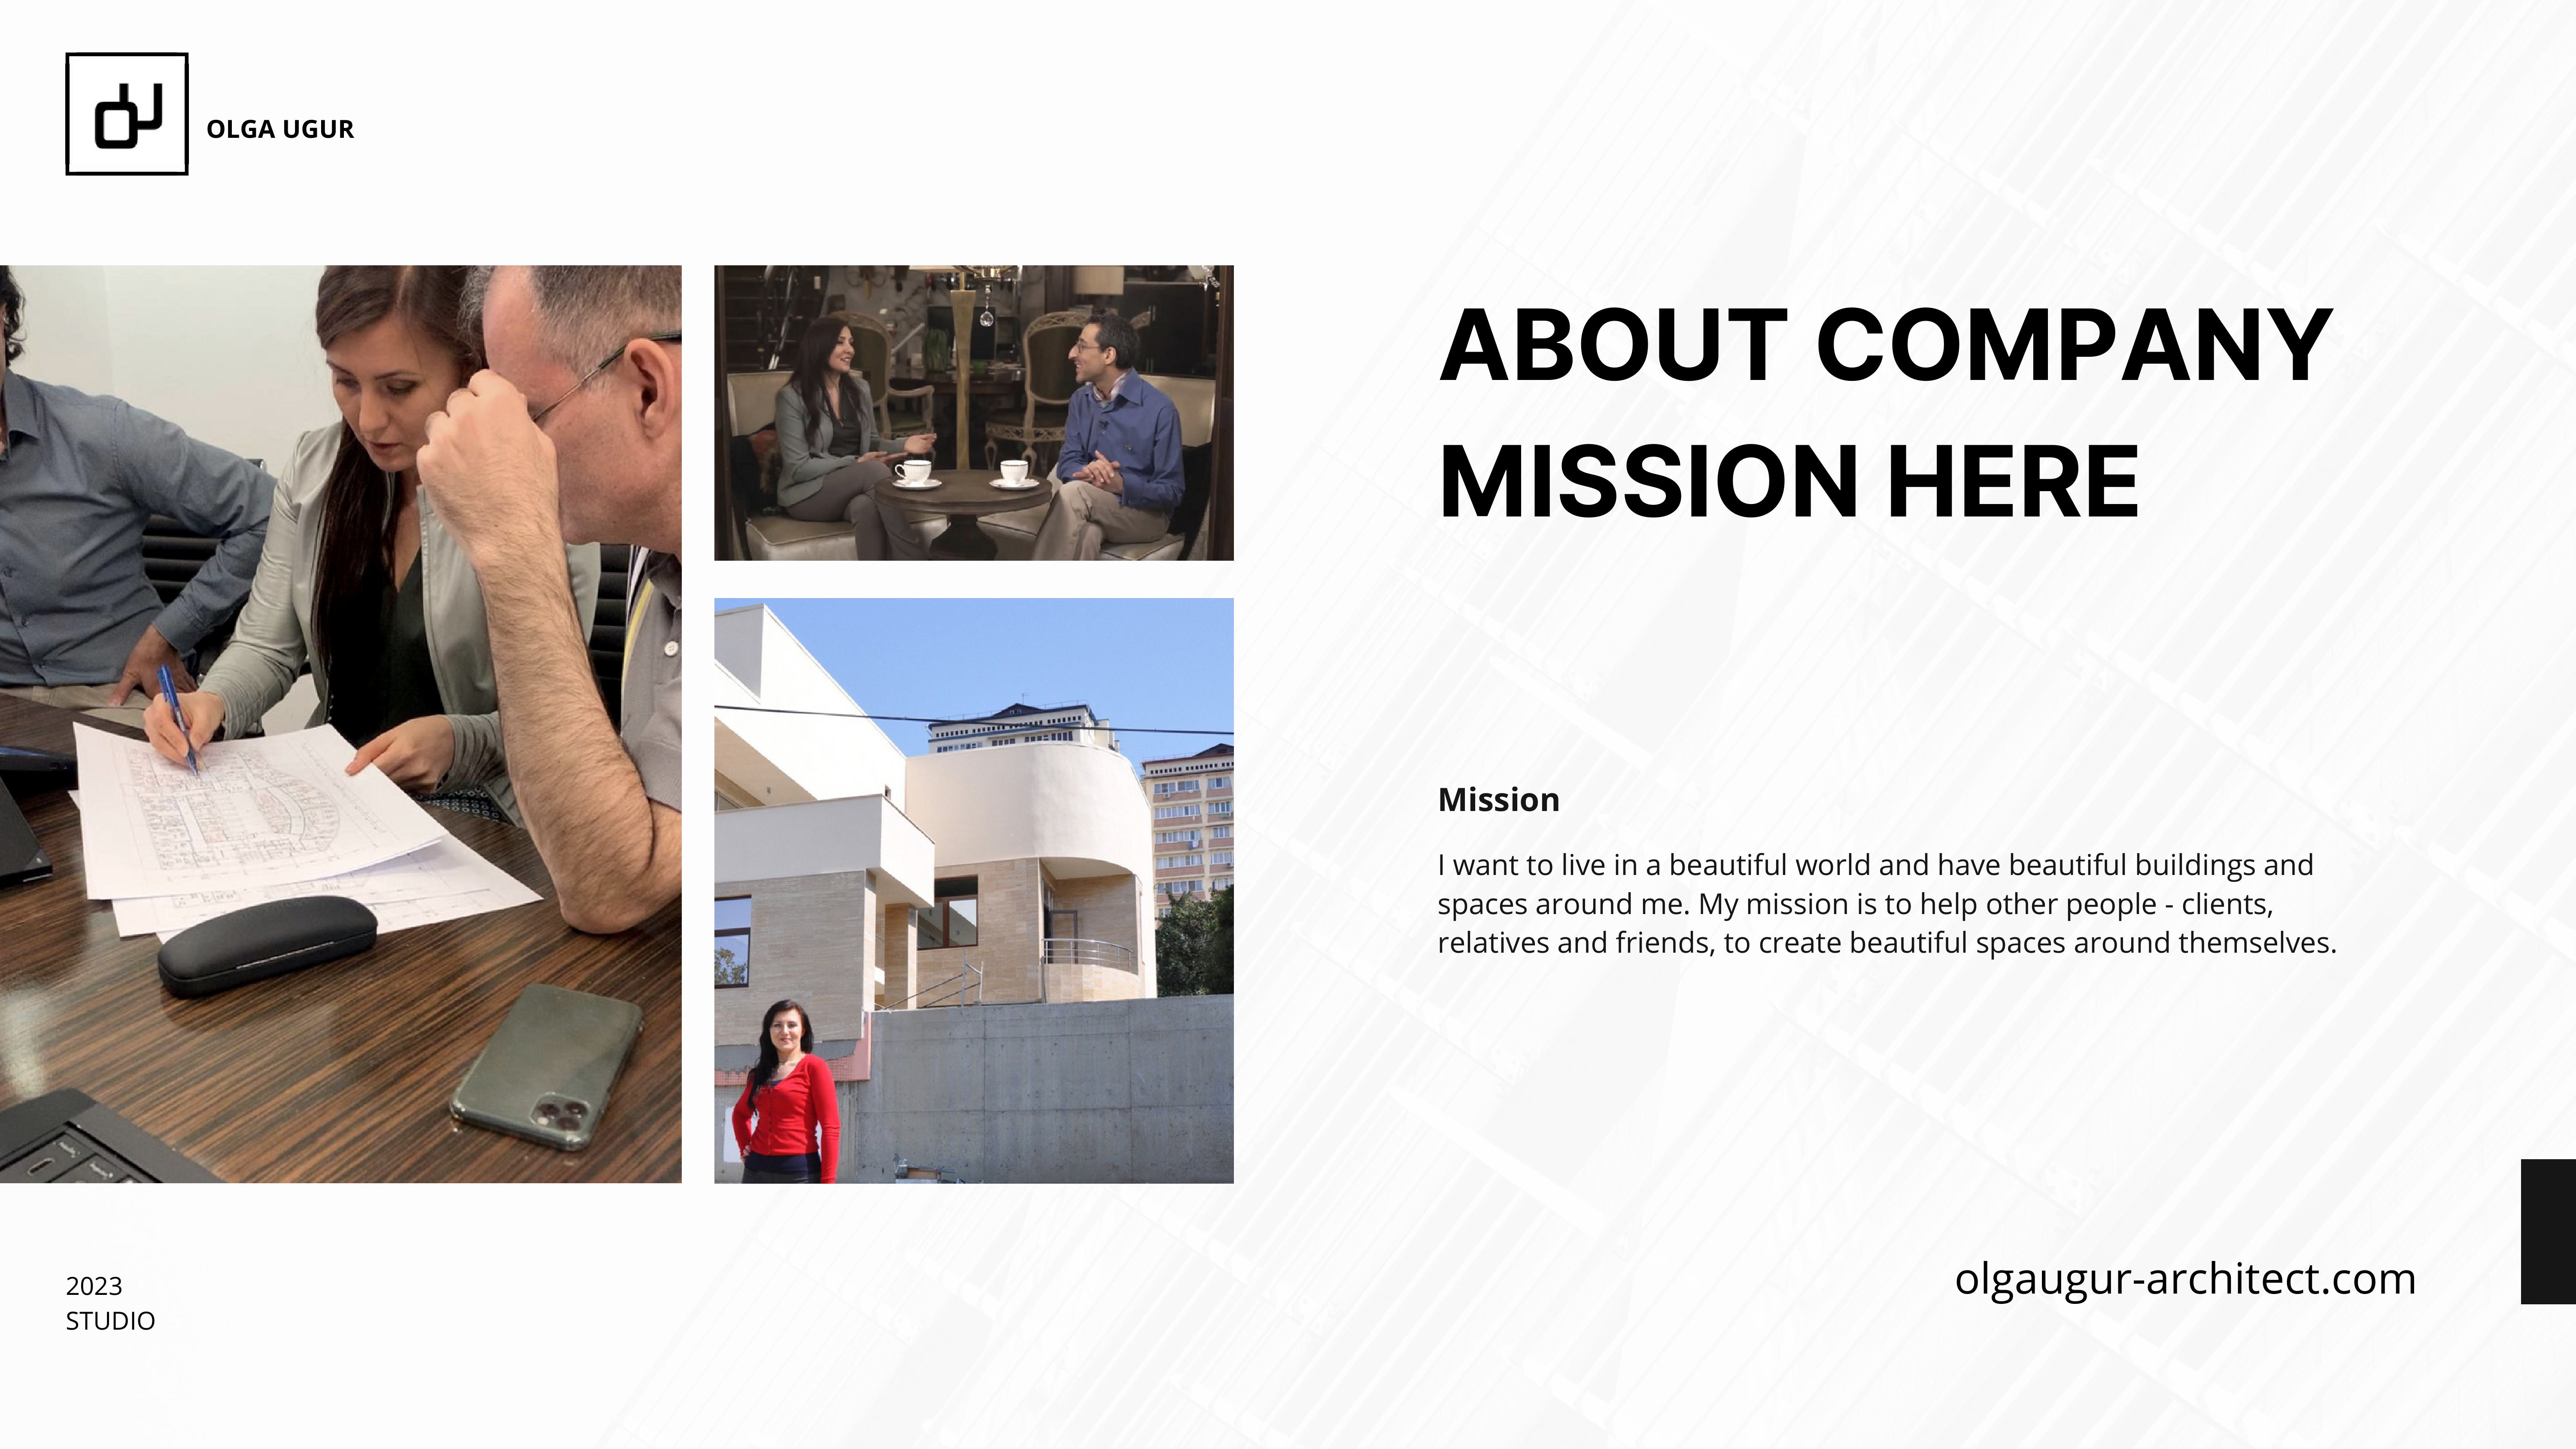 OLGA UGUR
ABOUT COMPANY
MISSION HERE
Mission
I want to live in a beautiful world and have beautiful buildings and
spaces around me. My mission is to help other people - clients,
relatives and friends, to create beautiful spaces around themselves.
2023
STUDIO
olgaugur-architect.com